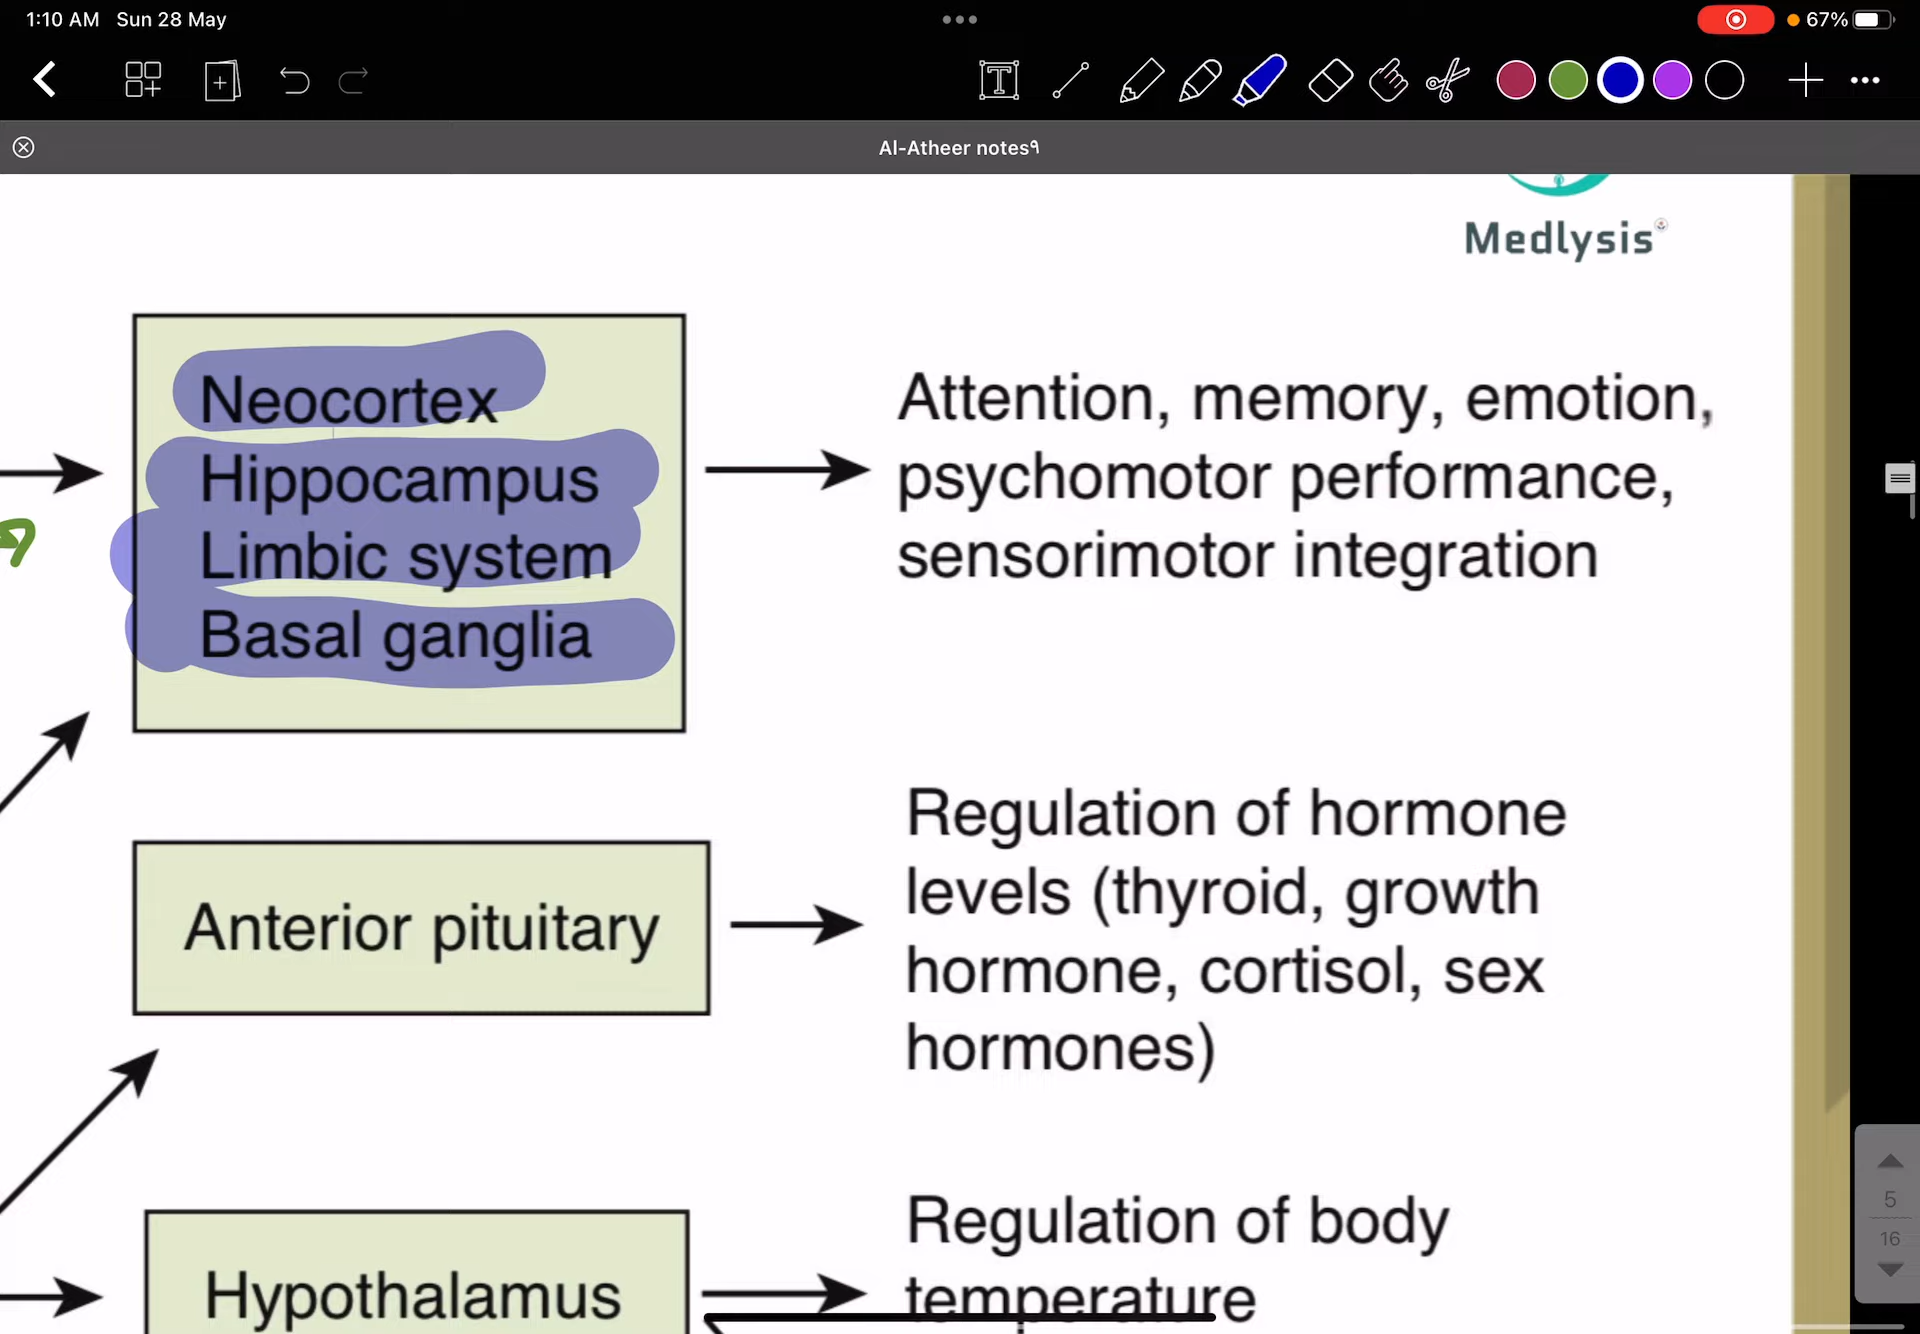 1:10 AM Sun 28 May
67%
T
Al-Atheer notes٩
Medlysis
Neocortex
Hippocampus
Limbic system
Basal ganglia
Attention, memory, emotion,
psychomotor performance,
sensorimotor integration
Anterior pituitary
Regulation of hormone
levels (thyroid, growth
hormone, cortisol, sex
hormones)
Hypothalamus
Regulation of body
temperature
5
16